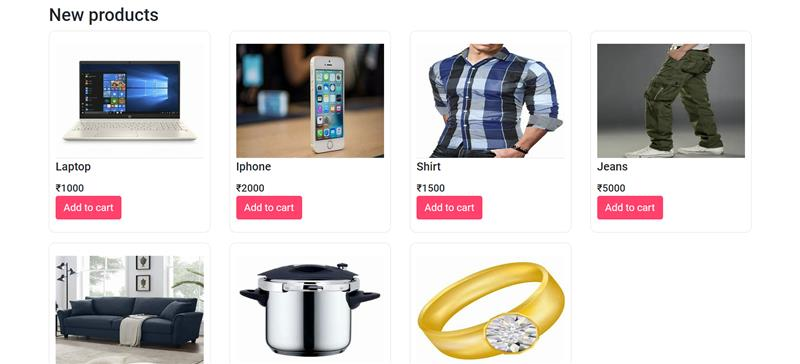 New products
Laptop
₹1000
Add to cart
Iphone
₹2000
Add to cart
Shirt
₹1500
Add to cart
Jeans
₹5000
Add to cart